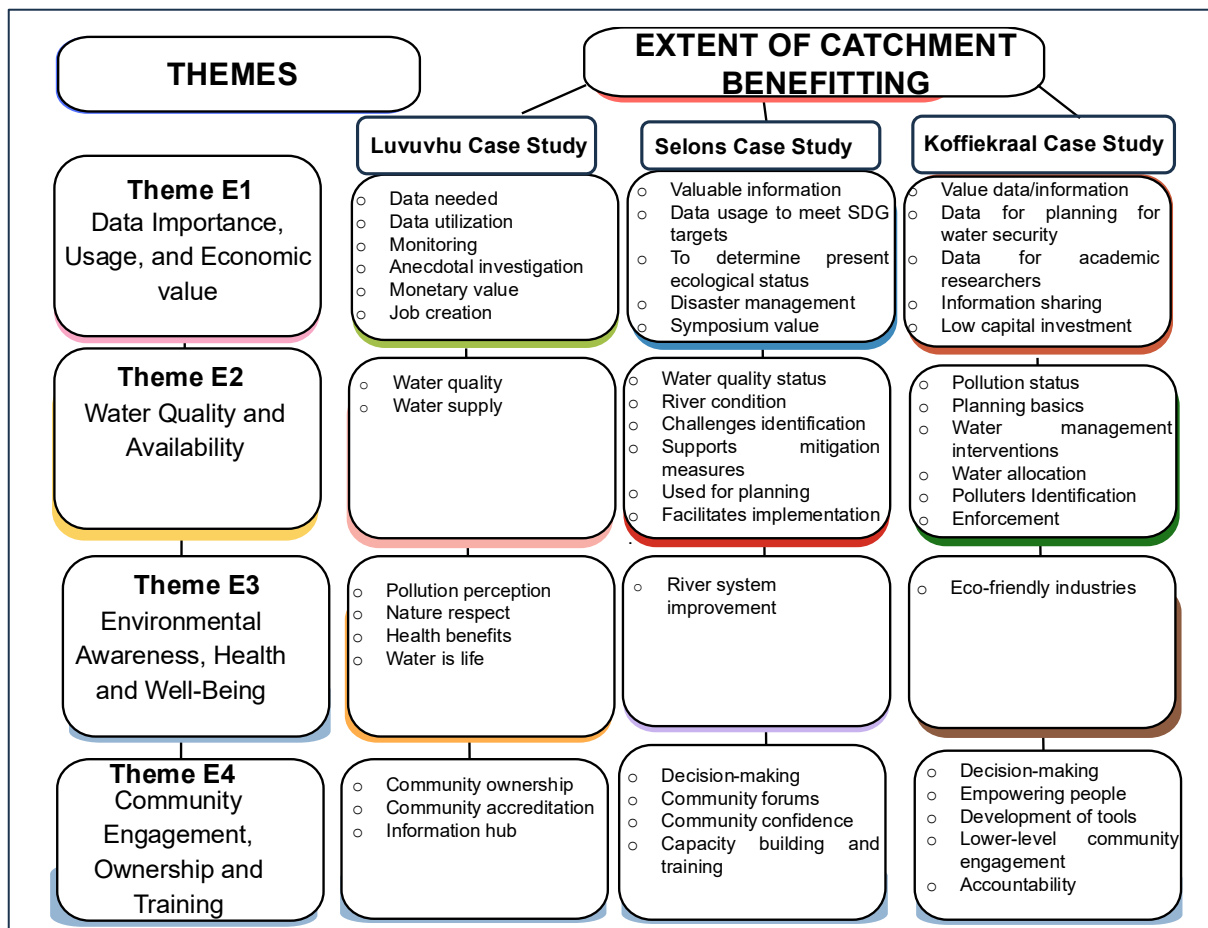 THEMES
EXTENT OF CATCHMENT
BENEFITTING
Luvuvhu Case Study
Selons Case Study
Koffiekraal Case Study
Theme E1
Data Importance,
Usage, and Economic
value
o Data needed
o Data utilization
o Monitoring
o Anecdotal investigation
o Monetary value
o Job creation
o Valuable information
o Data usage to meet SDG
targets
o To determine present
ecological status
o Disaster management
o Symposium value
o Value data/information
o Data for planning for
water security
o Data for academic
researchers
o Information sharing
o Low capital investment
Theme E2
Water Quality and
Availability
o Water quality
o Water supply
o Water quality status
o River condition
o Challenges identification
o Supports mitigation
measures
o Used for planning
o Facilitates implementation
o Pollution status
o Planning basics
o Water management
interventions
o Water allocation
o Polluters Identification
o Enforcement
Theme E3
Environmental
Awareness, Health
and Well-Being
o Pollution perception
o Nature respect
o Health benefits
o Water is life
o River system
improvement
o Eco-friendly industries
Theme E4
Community
Engagement,
Ownership and
Training
o Community ownership
o Community accreditation
o Information hub
o Decision-making
o Community forums
o Community confidence
o Capacity building and
training
o Decision-making
o Empowering people
o Development of tools
o Lower-level community
engagement
o Accountability